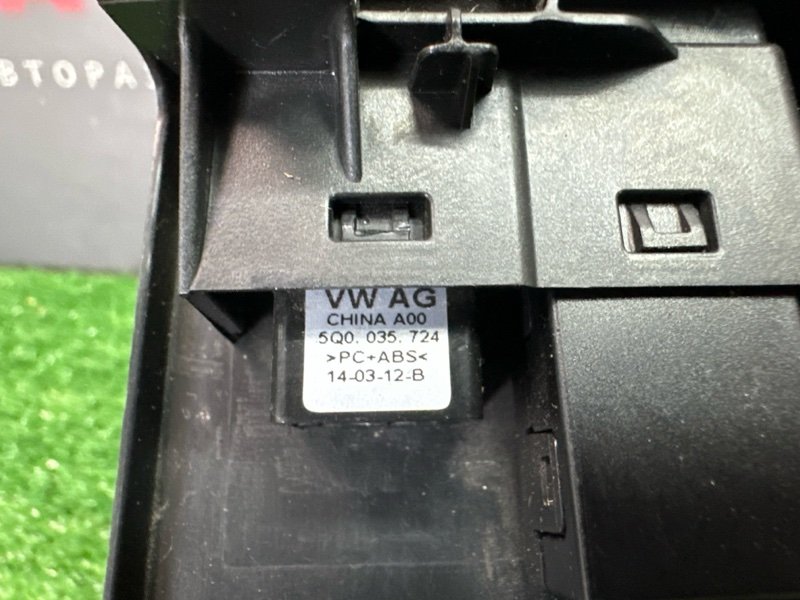 ВТОРАЗ
VW AG
CHINA A00
5Q0. 035. 724
>PC+ABS<
14-03-12-B